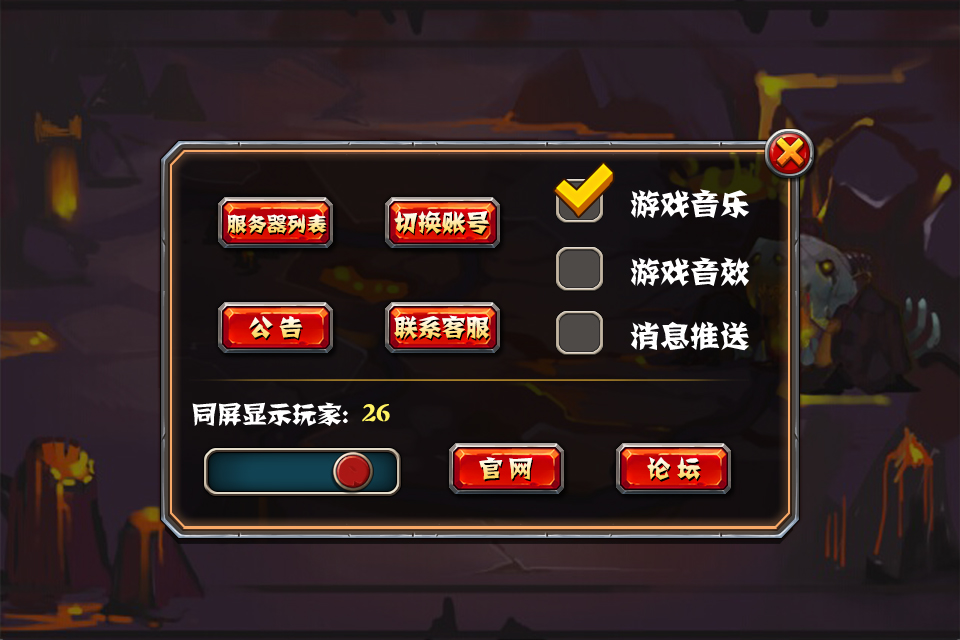 服务器列表
切换账号
游戏音乐
游戏音效
公告
联系客服
消息推送
同屏显示玩家: 26
官网
论坛